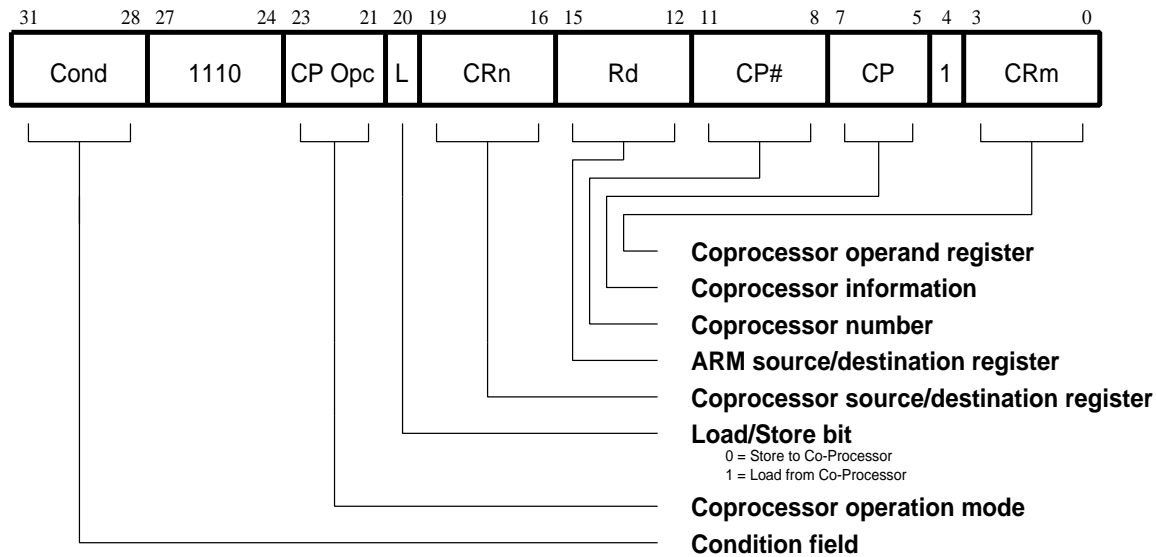 31 28 27 24 23 21 20 19 16 15 12 11 8 7 5 4 3 0
Cond 1110 CP Opc L CRn Rd CP# CP 1 CRm
Coprocessor operand register
Coprocessor information
Coprocessor number
ARM source/destination register
Coprocessor source/destination register
Load/Store bit
0 = Store to Co-Processor
1 = Load from Co-Processor
Coprocessor operation mode
Condition field